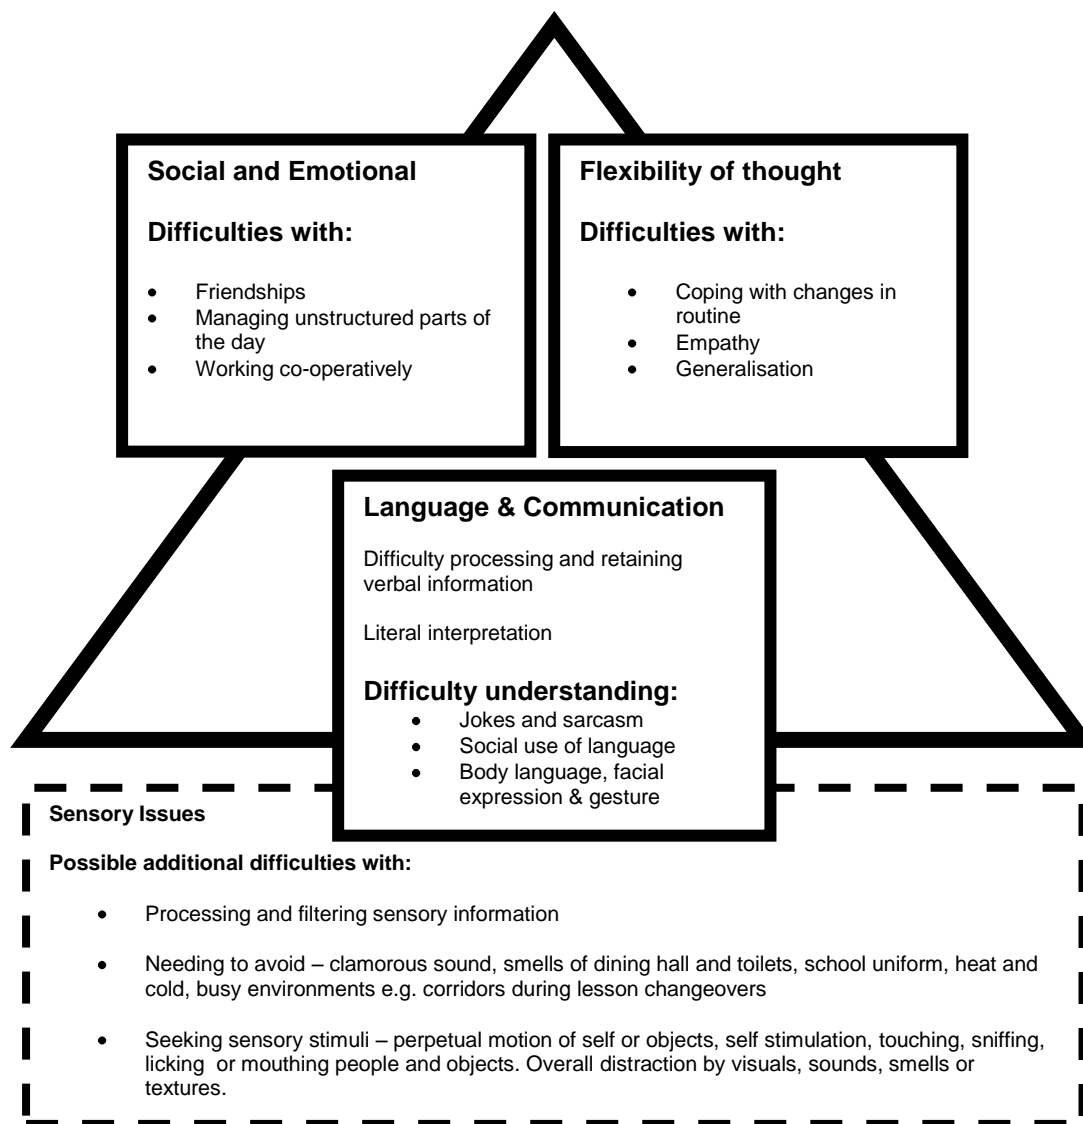 Social and Emotional
Difficulties with:
• Friendships
• Managing unstructured parts of
the day
• Working co-operatively
Flexibility of thought
Difficulties with:
• Coping with changes in
routine
• Empathy
• Generalisation
Language & Communication
Difficulty processing and retaining
verbal information
Literal interpretation
Difficulty understanding:
• Jokes and sarcasm
• Social use of language
• Body language, facial
expression & gesture
Sensory Issues
Possible additional difficulties with:
• Processing and filtering sensory information
• Needing to avoid – clamorous sound, smells of dining hall and toilets, school uniform, heat and
cold, busy environments e.g. corridors during lesson changeovers
• Seeking sensory stimuli – perpetual motion of self or objects, self stimulation, touching, sniffing,
licking  or mouthing people and objects. Overall distraction by visuals, sounds, smells or
textures.